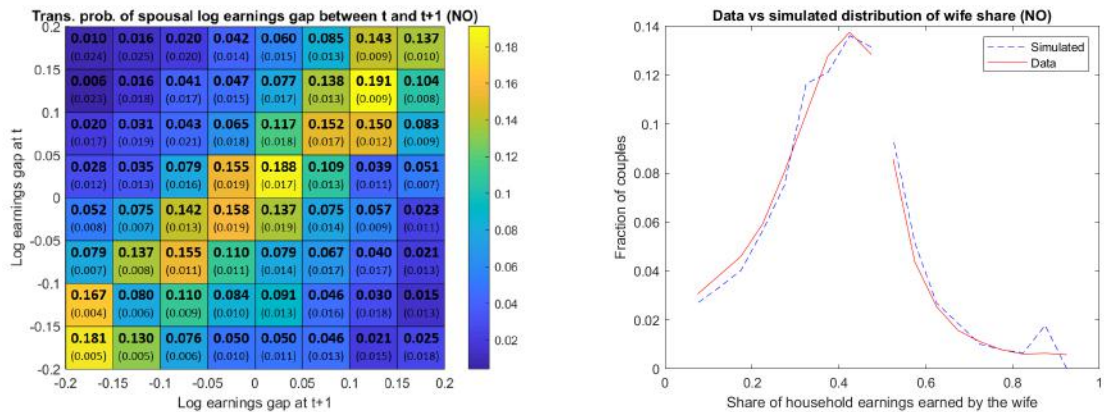 Trans. prob. of spousal log earnings gap between t and t+1 (NO)
0.2
0.15
0.1
0.05
0
-0.05
-0.1
-0.15
-0.2
Log earnings gap at t
0.010 0.016 0.020 0.042 0.060 0.085 0.143 0.137
(0.024) (0.025) (0.020) (0.014) (0.015) (0.013) (0.009) (0.010)
0.006 0.016 0.041 0.047 0.077 0.138 0.191 0.104
(0.023) (0.018) (0.017) (0.015) (0.017) (0.013) (0.009) (0.008)
0.020 0.031 0.043 0.065 0.117 0.152 0.150 0.083
(0.017) (0.019) (0.021) (0.018) (0.018) (0.017) (0.012) (0.009)
0.028 0.035 0.079 0.155 0.188 0.109 0.039 0.051
(0.012) (0.013) (0.016) (0.019) (0.017) (0.013) (0.011) (0.007)
0.052 0.075 0.142 0.158 0.137 0.075 0.057 0.023
(0.008) (0.007) (0.013) (0.019) (0.019) (0.014) (0.009) (0.011)
0.079 0.137 0.155 0.110 0.079 0.067 0.040 0.021
(0.007) (0.008) (0.011) (0.011) (0.014) (0.017) (0.017) (0.013)
0.167 0.080 0.110 0.084 0.091 0.046 0.030 0.015
(0.004) (0.006) (0.009) (0.010) (0.013) (0.016) (0.018) (0.013)
0.181 0.130 0.076 0.050 0.050 0.046 0.021 0.025
(0.005) (0.005) (0.006) (0.010) (0.011) (0.013) (0.015) (0.018)
-0.2 -0.15 -0.1 -0.05 0 0.05 0.1 0.15 0.2
Log earnings gap at t+1
0.18
0.16
0.14
0.12
0.1
0.08
0.06
0.04
0.02
Data vs simulated distribution of wife share (NO)
Simulated
Data
0.14
0.12
0.1
0.08
0.06
0.04
0.02
0
Fraction of couples
0 0.2 0.4 0.6 0.8 1
Share of household earnings earned by the wife